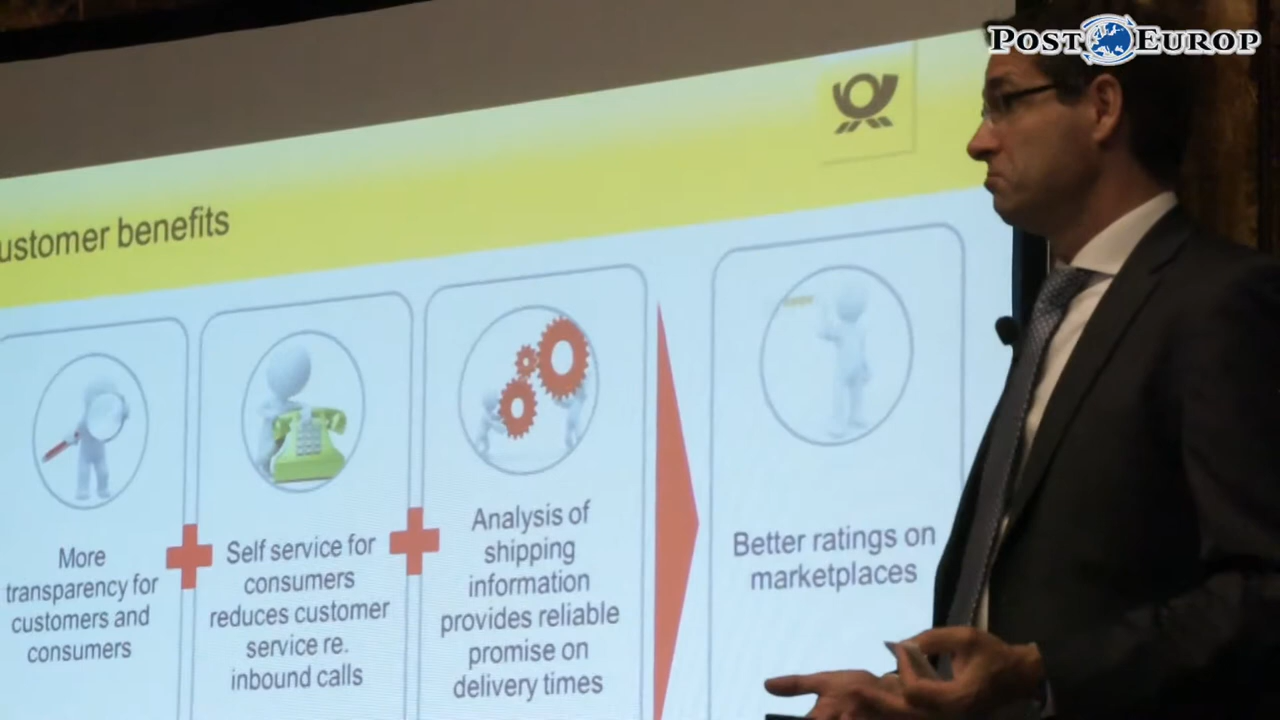 POST EUROP
ustomer benefits
More
transparency for
customers and
consumers
Self service for
consumers
reduces customer
service re.
inbound calls
Analysis of
shipping
information
provides reliable
promise on
delivery times
Better ratings on
marketplaces